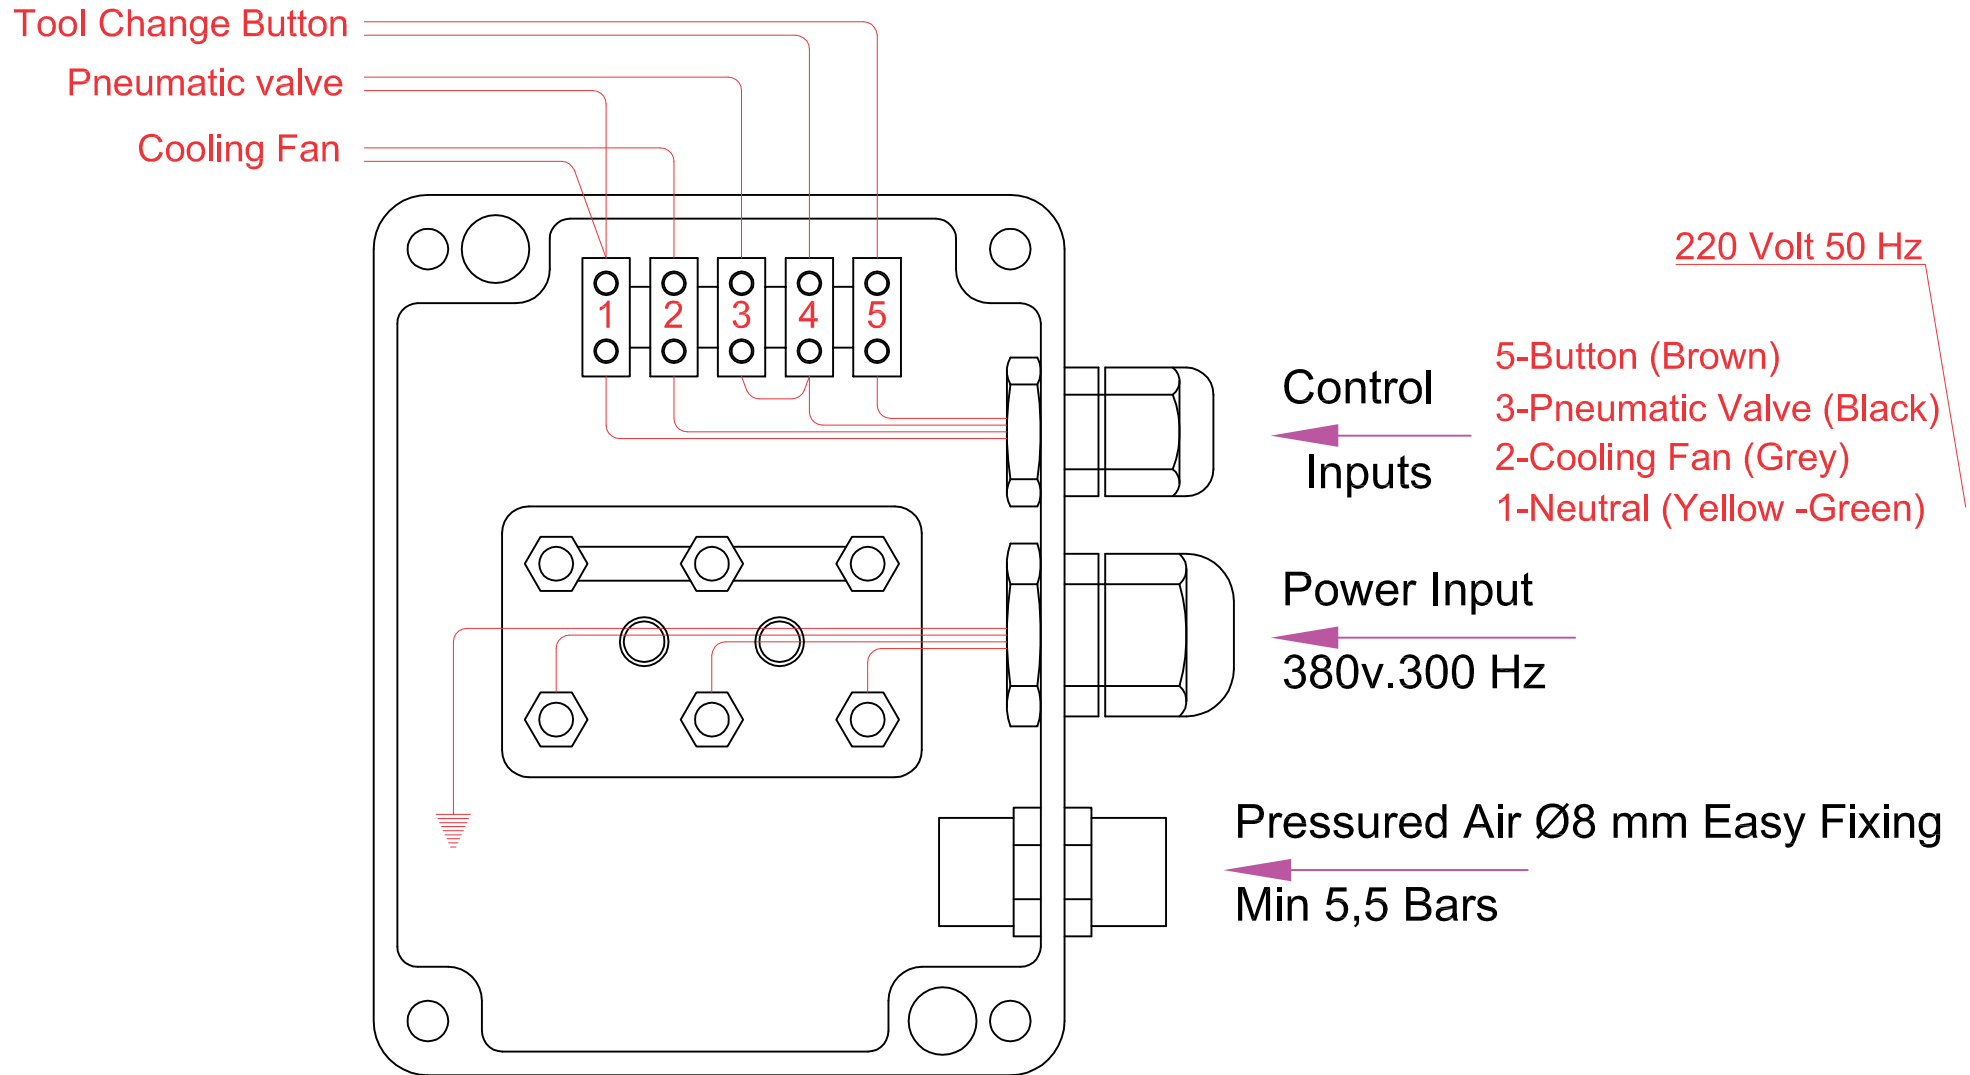 Tool Change Button
Pneumatic valve
Cooling Fan
1 2 3 4 5
220 Volt 50 Hz
Control
Inputs
5-Button (Brown)
3-Pneumatic Valve (Black)
2-Cooling Fan (Grey)
1-Neutral (Yellow -Green)
Power Input
380v.300 Hz
Pressured Air Ø8 mm Easy Fixing
Min 5,5 Bars